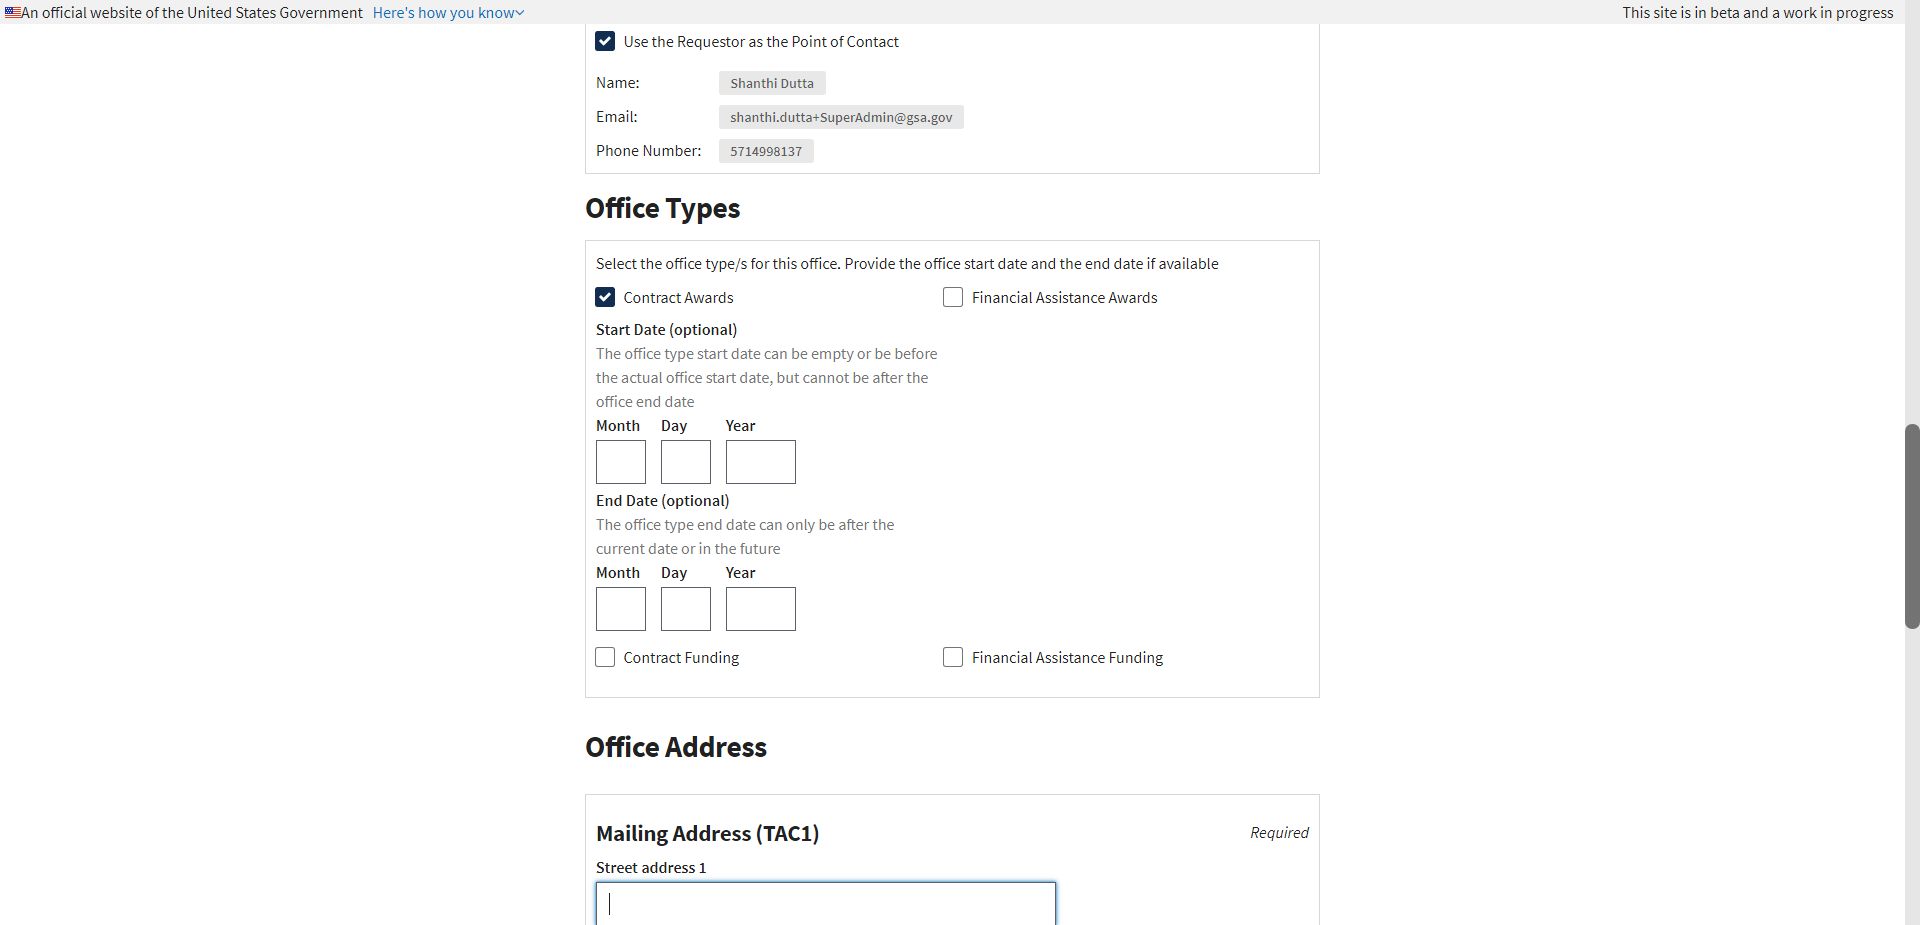 An official website of the United States Government Here's how you know
This site is in beta and a work in progress
Use the Requestor as the Point of Contact
Name: Shanthi Dutta
Email: shanthi.dutta+SuperAdmin@gsa.gov
Phone Number: 5714998137
Office Types
Select the office type/s for this office. Provide the office start date and the end date if available
Contract Awards Financial Assistance Awards
Start Date (optional)
The office type start date can be empty or be before
the actual office start date, but cannot be after the
office end date
Month Day Year
End Date (optional)
The office type end date can only be after the
current date or in the future
Month Day Year
Contract Funding Financial Assistance Funding
Office Address
Mailing Address (TAC1) Required
Street address 1